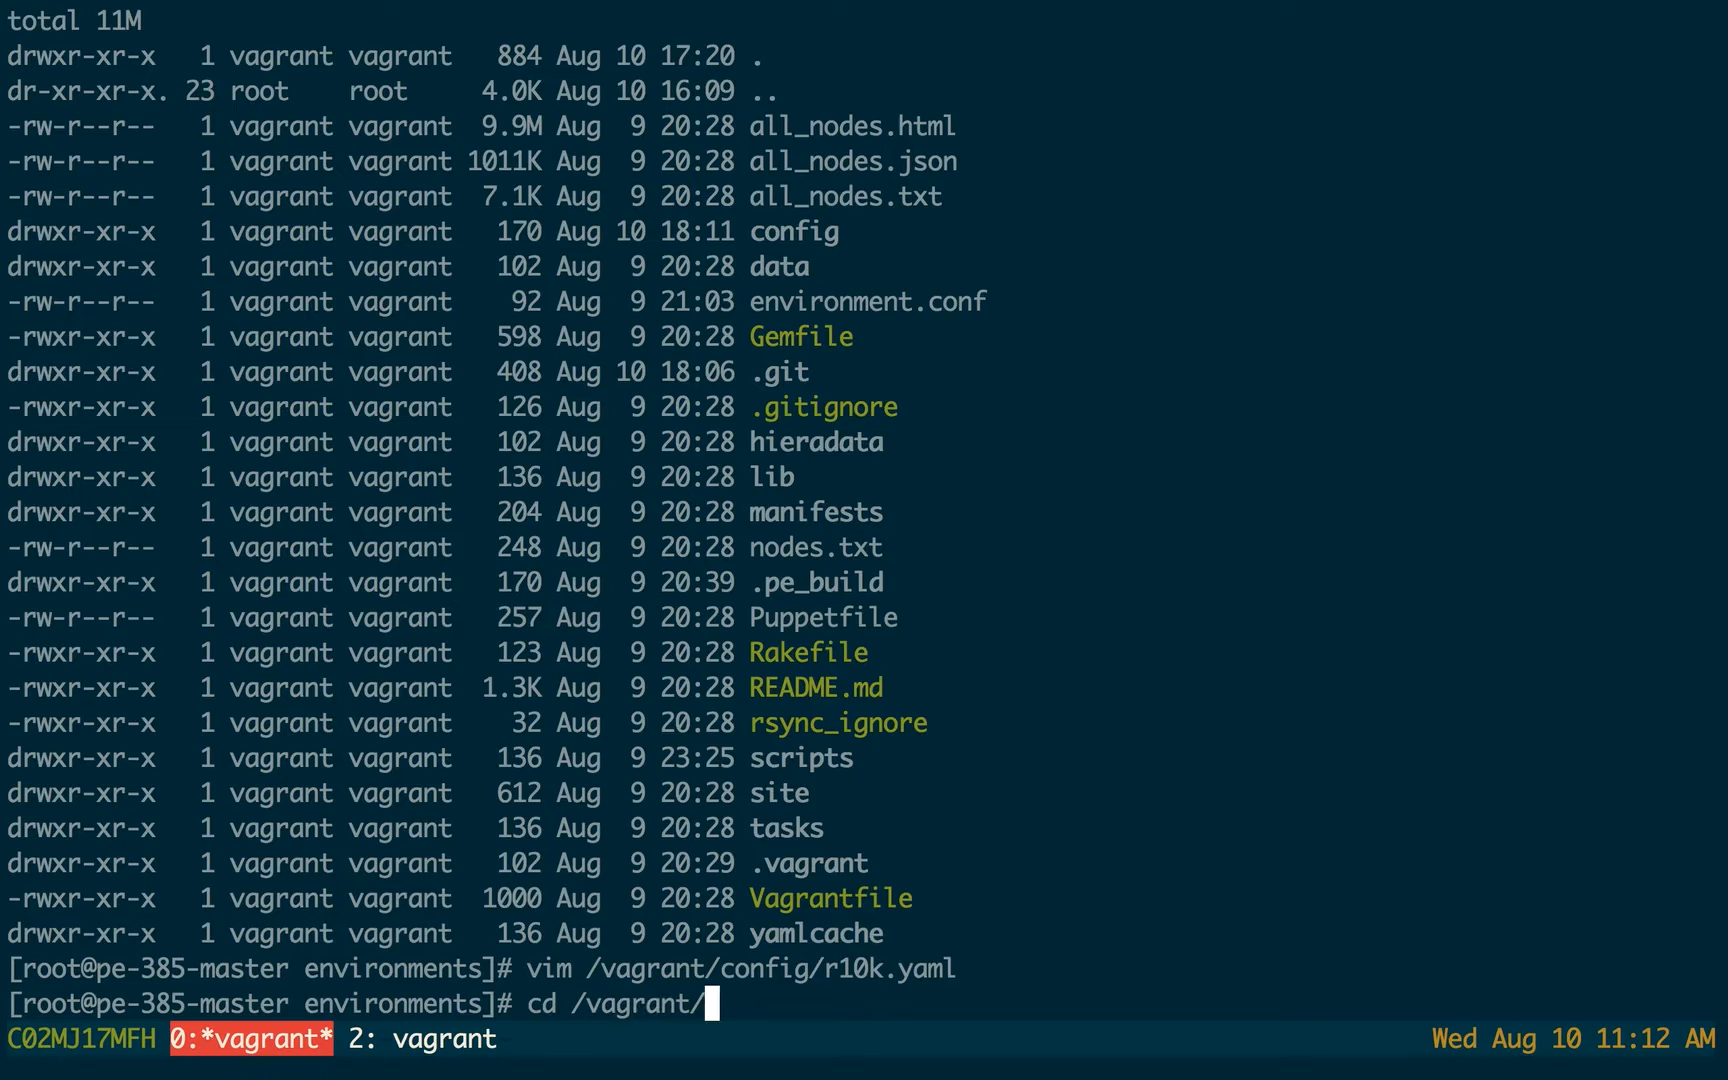 total 11M
drwxr-xr-x   1 vagrant vagrant   884 Aug 10 17:20 .
dr-xr-xr-x. 23 root    root     4.0K Aug 10 16:09 ..
-rw-r--r--   1 vagrant vagrant  9.9M Aug  9 20:28 all_nodes.html
-rw-r--r--   1 vagrant vagrant 1011K Aug  9 20:28 all_nodes.json
-rw-r--r--   1 vagrant vagrant  7.1K Aug  9 20:28 all_nodes.txt
drwxr-xr-x   1 vagrant vagrant   170 Aug 10 18:11 config
drwxr-xr-x   1 vagrant vagrant   102 Aug  9 20:28 data
-rw-r--r--   1 vagrant vagrant    92 Aug  9 21:03 environment.conf
-rwxr-xr-x   1 vagrant vagrant   598 Aug  9 20:28 Gemfile
drwxr-xr-x   1 vagrant vagrant   408 Aug 10 18:06 .git
-rwxr-xr-x   1 vagrant vagrant   126 Aug  9 20:28 .gitignore
drwxr-xr-x   1 vagrant vagrant   102 Aug  9 20:28 hieradata
drwxr-xr-x   1 vagrant vagrant   136 Aug  9 20:28 lib
drwxr-xr-x   1 vagrant vagrant   204 Aug  9 20:28 manifests
-rw-r--r--   1 vagrant vagrant   248 Aug  9 20:28 nodes.txt
drwxr-xr-x   1 vagrant vagrant   170 Aug  9 20:39 .pe_build
-rw-r--r--   1 vagrant vagrant   257 Aug  9 20:28 Puppetfile
-rwxr-xr-x   1 vagrant vagrant   123 Aug  9 20:28 Rakefile
-rwxr-xr-x   1 vagrant vagrant  1.3K Aug  9 20:28 README.md
-rwxr-xr-x   1 vagrant vagrant    32 Aug  9 20:28 rsync_ignore
drwxr-xr-x   1 vagrant vagrant   136 Aug  9 23:25 scripts
drwxr-xr-x   1 vagrant vagrant   612 Aug  9 20:28 site
drwxr-xr-x   1 vagrant vagrant   136 Aug  9 20:28 tasks
drwxr-xr-x   1 vagrant vagrant   102 Aug  9 20:29 .vagrant
-rwxr-xr-x   1 vagrant vagrant  1000 Aug  9 20:28 Vagrantfile
drwxr-xr-x   1 vagrant vagrant   136 Aug  9 20:28 yamlcache
[root@pe-385-master environments]# vim /vagrant/config/r10k.yaml
[root@pe-385-master environments]# cd /vagrant/
C02MJ17MFH 0:*vagrant* 2: vagrant Wed Aug 10 11:12 AM